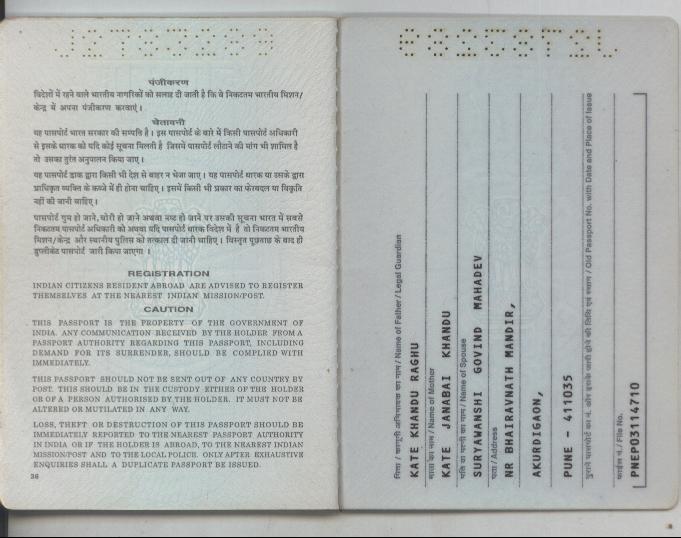 J2783289
पंजीकरण
विदेशों में रहने वाले भारतीय नागरिकों को सलाह दी जाती है कि वे निकटतम भारतीय मिशन/
केन्द्र में अपना पंजीकरण करवाएं।
चेतावनी
यह पासपोर्ट भारत सरकार की सम्पत्ति है। इस पासपोर्ट के बारे में किसी पासपोर्ट अधिकारी
से इसके धारक को यदि कोई सूचना मिलती है जिसमें पासपोर्ट लौटाने की मांग भी शामिल है
तो उसका तुरंत अनुपालन किया जाए।
यह पासपोर्ट डाक द्वारा किसी भी देश से बाहर न भेजा जाए। यह पासपोर्ट धारक या उसके द्वारा
प्राधिकृत व्यक्ति के कब्जे में ही होना चाहिए। इसमें किसी भी प्रकार का फेरबदल या विकृति
नहीं की जानी चाहिए।
पासपोर्ट गुम हो जाने, चोरी हो जाने अथवा नष्ट हो जाने पर उसकी सूचना भारत में सबसे
निकटतम पासपोर्ट अधिकारी को अथवा यदि पासपोर्ट धारक विदेश में है तो निकटतम भारतीय
मिशन/केन्द्र और स्थानीय पुलिस को तत्काल दी जानी चाहिए। विस्तृत पूछताछ के बाद ही
डुप्लीकेट पासपोर्ट जारी किया जाएगा।
REGISTRATION
INDIAN CITIZENS RESIDENT ABROAD ARE ADVISED TO REGISTER
THEMSELVES AT THE NEAREST INDIAN MISSION/POST.
CAUTION
THIS PASSPORT IS THE PROPERTY OF THE GOVERNMENT OF
INDIA. ANY COMMUNICATION RECEIVED BY THE HOLDER FROM A
PASSPORT AUTHORITY REGARDING THIS PASSPORT, INCLUDING
DEMAND FOR ITS SURRENDER, SHOULD BE COMPLIED WITH
IMMEDIATELY.
THIS PASSPORT SHOULD NOT BE SENT OUT OF ANY COUNTRY BY
POST. THIS SHOULD BE IN THE CUSTODY EITHER OF THE HOLDER
OR OF A PERSON AUTHORISED BY THE HOLDER. IT MUST NOT BE
ALTERED OR MUTILATED IN ANY WAY.
LOSS, THEFT OR DESTRUCTION OF THIS PASSPORT SHOULD BE
IMMEDIATELY REPORTED TO THE NEAREST PASSPORT AUTHORITY
IN INDIA OR IF THE HOLDER IS ABROAD, TO THE NEAREST INDIAN
MISSION/POST AND TO THE LOCAL POLICE. ONLY AFTER EXHAUSTIVE
ENQUIRIES SHALL A DUPLICATE PASSPORT BE ISSUED.
36
पिता / कानूनी अभिभावक का नाम / Name of Father / Legal Guardian
KATE KHANDU RAGHU
माता का नाम / Name of Mother
KATE JANABAI KHANDU
पति या पत्नी का नाम / Name of Spouse
SURYAWANSHI GOVIND MAHADEV
पता / Address
NR BHAIRAVNATH MANDIR,
AKURDIGAON,
PUNE - 411035
पुराने पासपोर्ट का नं. और इसके जारी होने की तिथि एवं स्थान / Old Passport No. with Date and Place of Issue
फाईल नं. / File No.
PNEP03114710